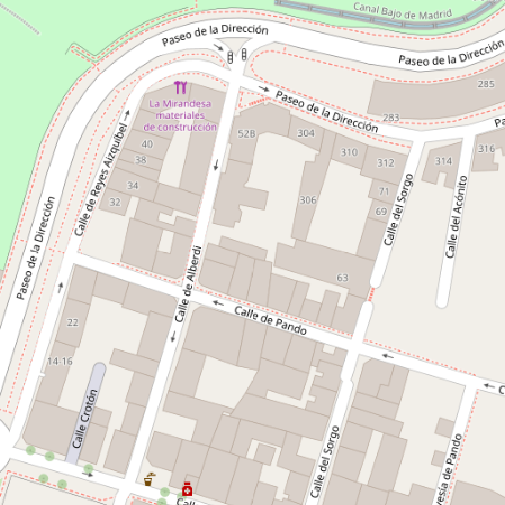 Canal Bajo de Madrid
Paseo de la Dirección
Paseo de la Dirección
285
La Mirandesa
materiales
de construcción
Paseo de la Dirección
283
Pa
528
304
310
312
314
316
40
38
34
32
71
69
306
63
Calle de Reyes Aizquibel
Paseo de la Dirección
Calle de Alberdi
Calle del Sorgo
Calle del Acónito
Calle de Pando
C
22
14-16
Calle Crotón
Calle del Sorgo
vesía de Pando
Calle